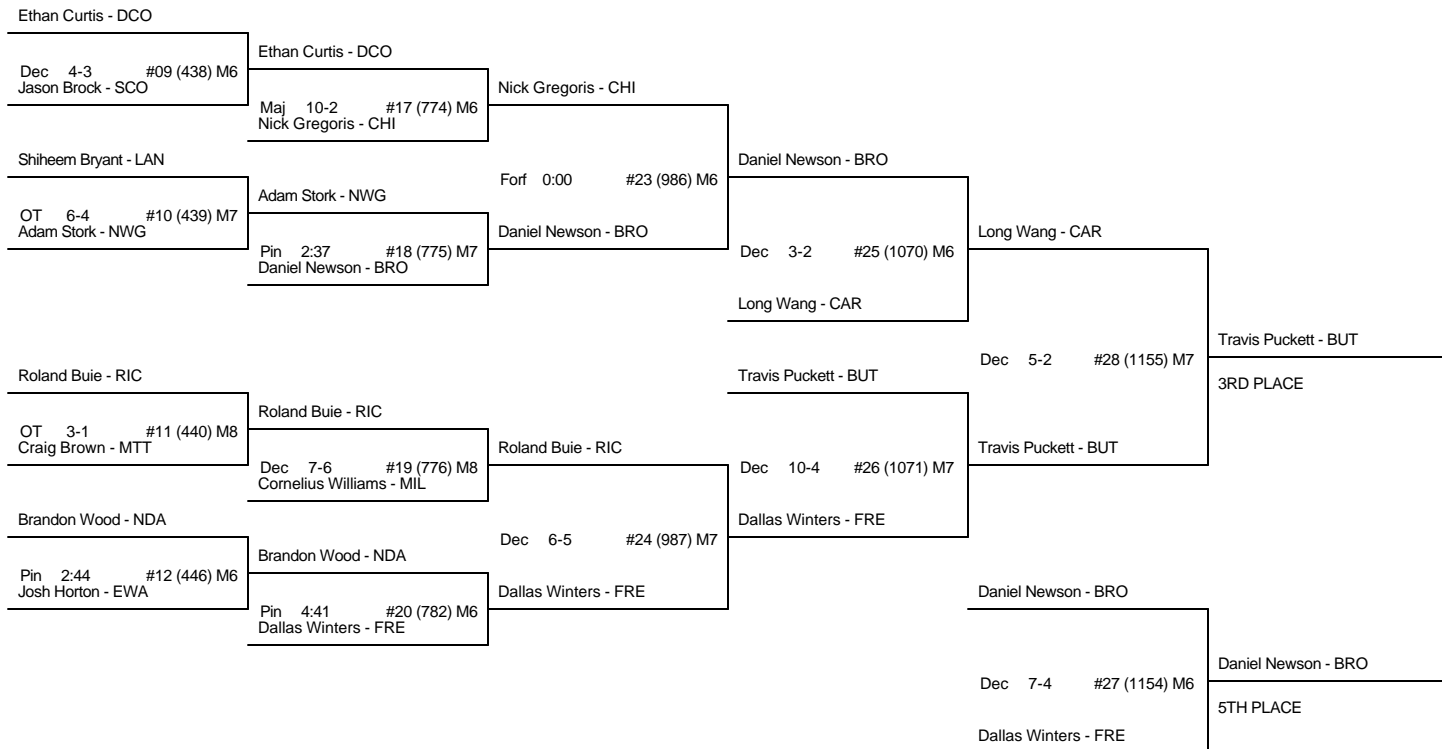 Ethan Curtis - DCO
Dec 4-3 #09 (438) M6
Jason Brock - SCO
Shiheem Bryant - LAN
OT 6-4 #10 (439) M7
Adam Stork - NWG
Roland Buie - RIC
OT 3-1 #11 (440) M8
Craig Brown - MTT
Brandon Wood - NDA
Pin 2:44 #12 (446) M6
Josh Horton - EWA
Ethan Curtis - DCO
Maj 10-2 #17 (774) M6
Nick Gregoris - CHI
Adam Stork - NWG
Pin 2:37 #18 (775) M7
Daniel Newson - BRO
Roland Buie - RIC
Dec 7-6 #19 (776) M8
Cornelius Williams - MIL
Brandon Wood - NDA
Pin 4:41 #20 (782) M6
Dallas Winters - FRE
Nick Gregoris - CHI
Forf 0:00 #23 (986) M6
Daniel Newson - BRO
Roland Buie - RIC
Dec 6-5 #24 (987) M7
Dallas Winters - FRE
Daniel Newson - BRO
Dec 3-2 #25 (1070) M6
Long Wang - CAR
Travis Puckett - BUT
Dec 10-4 #26 (1071) M7
Dallas Winters - FRE
Long Wang - CAR
Dec 5-2 #28 (1155) M7
Travis Puckett - BUT
Daniel Newson - BRO
Dec 7-4 #27 (1154) M6
Dallas Winters - FRE
Travis Puckett - BUT
3RD PLACE
Daniel Newson - BRO
5TH PLACE